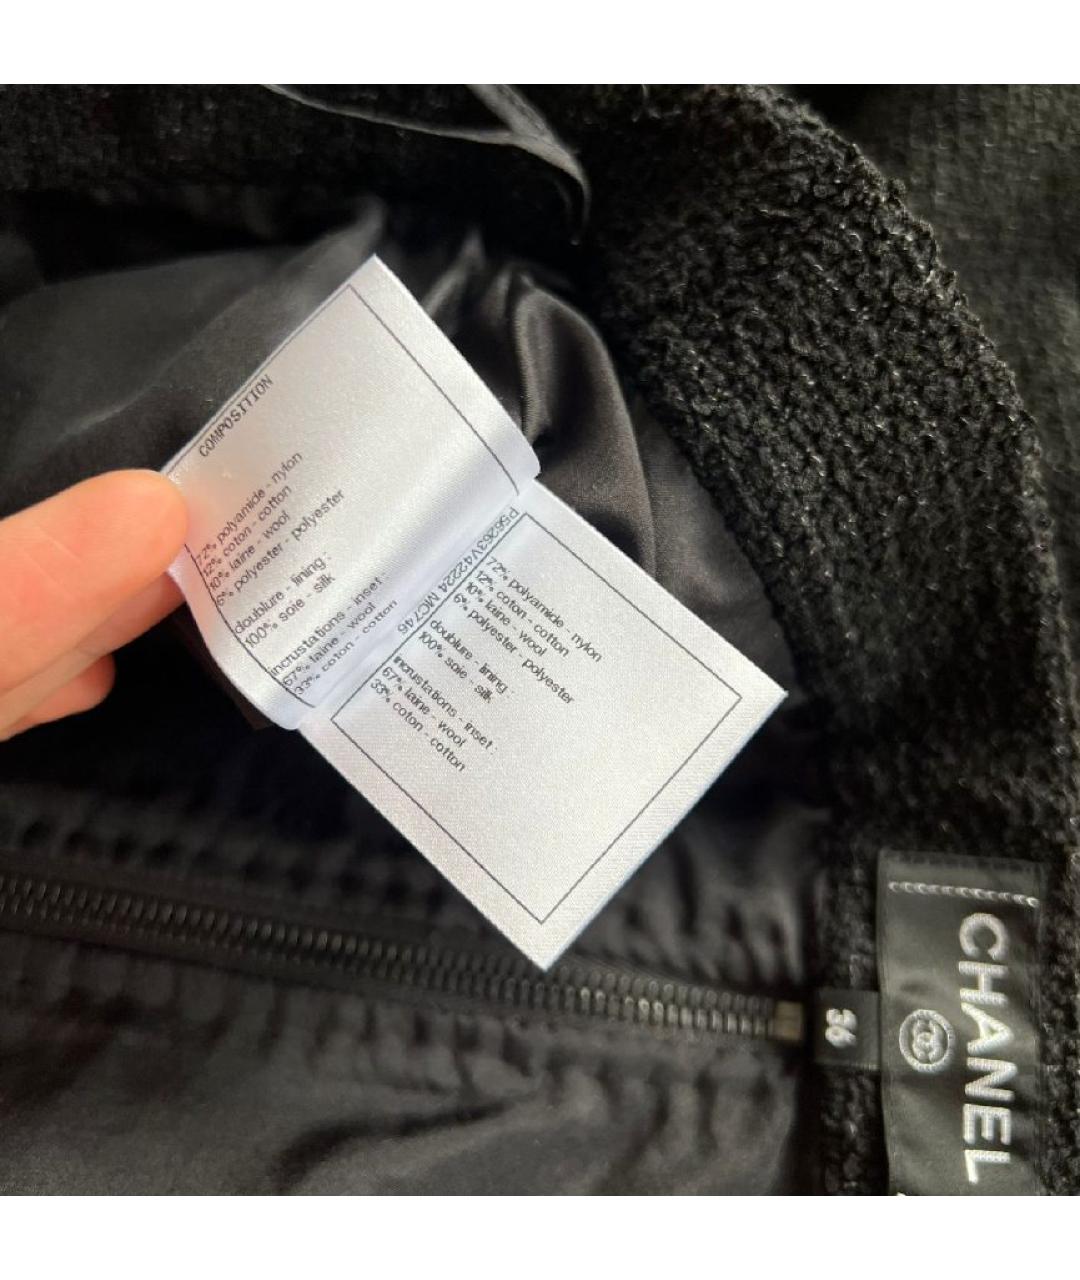 COMPOSITION
72% polyamide - nylon
12% coton - cotton
10% laine - wool
6% polyester - polyester
doublure - lining :
100% soie - silk
incrustations - inset :
67% laine - wool
33% coton - cotton
P56263V42224 MC746
72% polyamide - nylon
12% coton - cotton
10% laine - wool
6% polyester - polyester
doublure - lining :
100% soie - silk
incrustations - inset :
67% laine - wool
33% coton - cotton
36
CHANEL